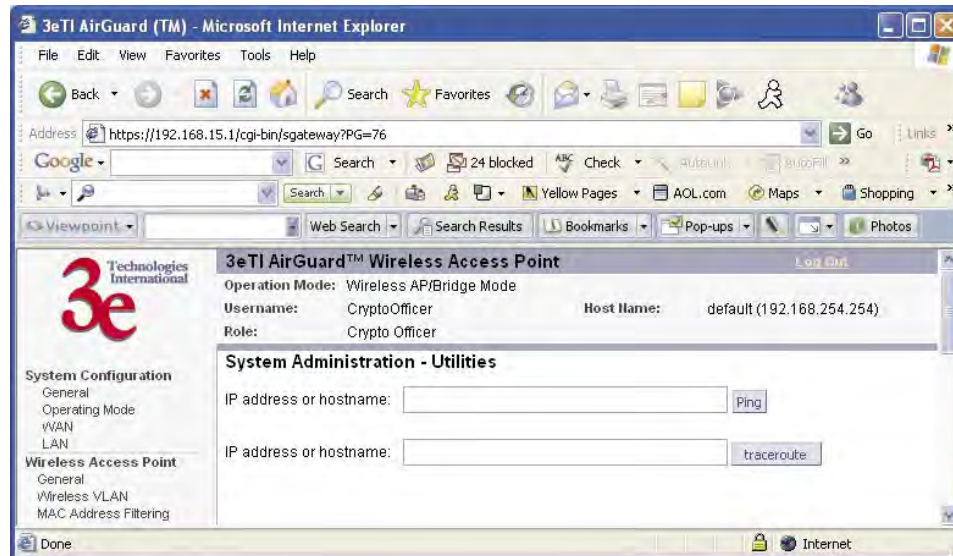 3eTI AirGuard (TM) - Microsoft Internet Explorer
File Edit View Favorites Tools Help
Back Search Favorites
Address https://192.168.15.1/cgi-bin/sgateway?PG=76 Go Links »
Google Search 24 blocked Check AutoLink AutoFill »
Search Yellow Pages AOL.com Maps Shopping »
Viewpoint Web Search Search Results Bookmarks Pop-ups Photos
3e Technologies International
3eTI AirGuard™ Wireless Access Point Log Out
Operation Mode: Wireless AP/Bridge Mode
Username: CryptoOfficer Host Name: default (192.168.254.254)
Role: Crypto Officer
System Configuration
General
Operating Mode
WAN
LAN
Wireless Access Point
General
Wireless VLAN
MAC Address Filtering
System Administration - Utilities
IP address or hostname: Ping
IP address or hostname: traceroute
Done Internet